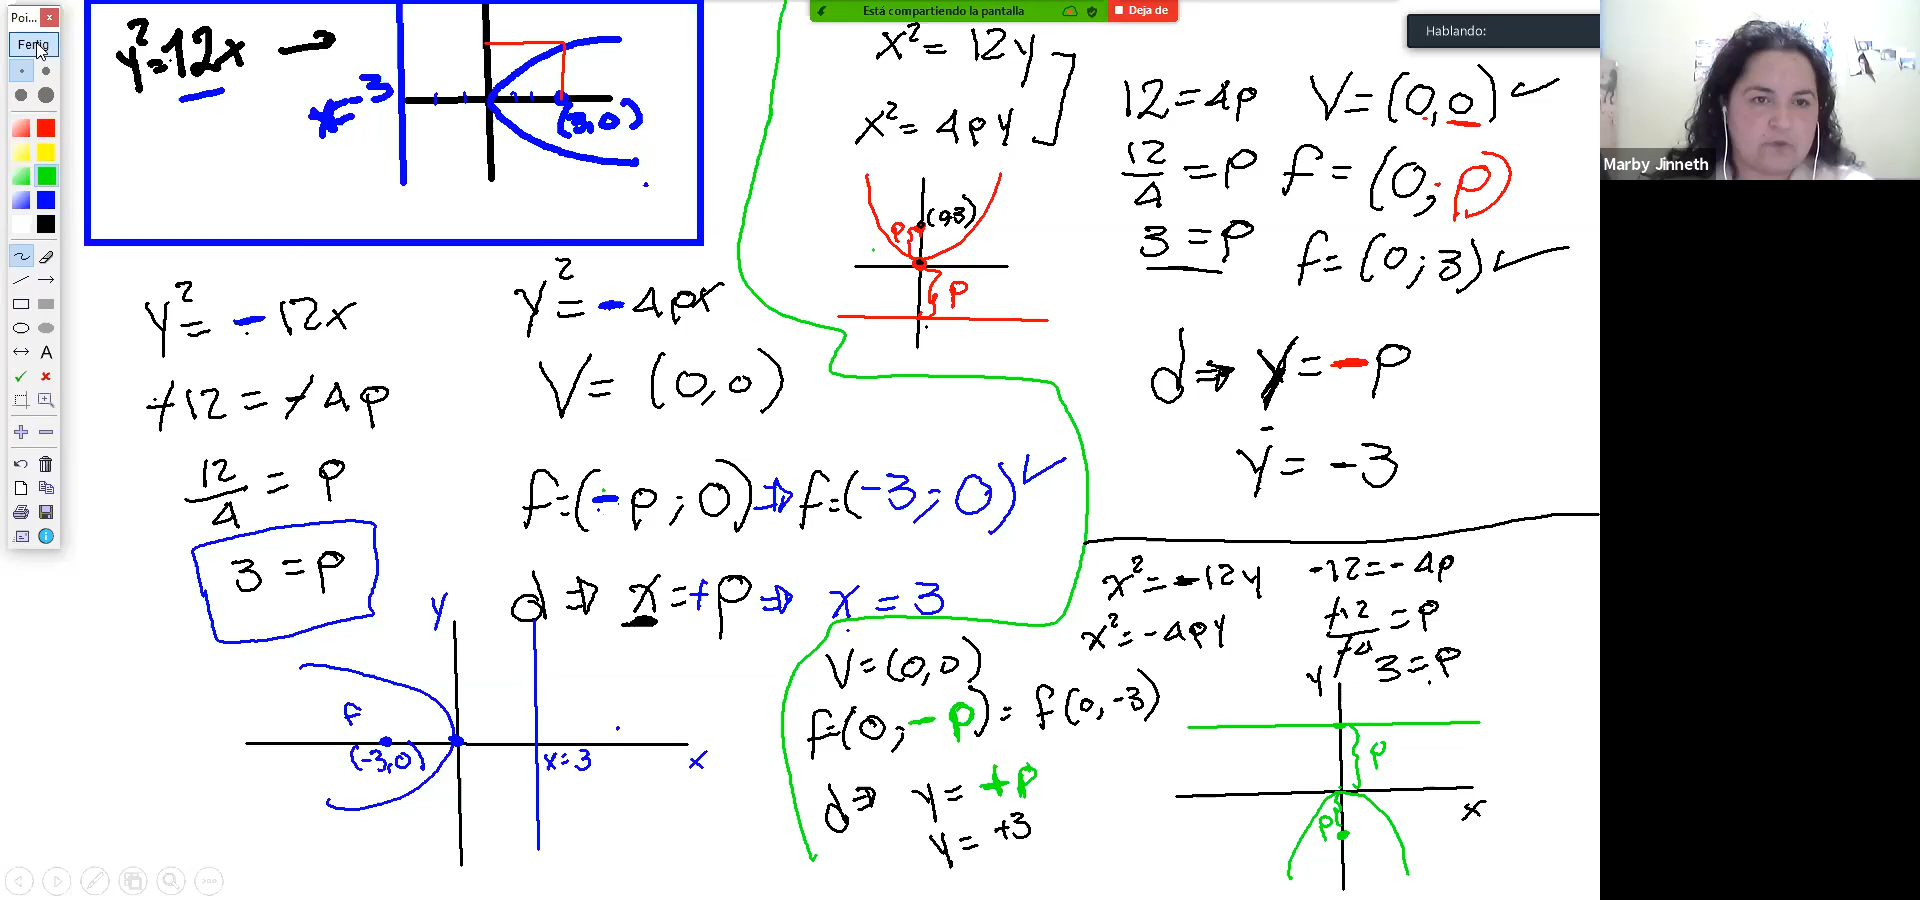 Poi...
Fertig
A
Está compartiendo la pantalla
Deja de
Hablando:
Marby Jinneth
y²=12x →
x=-3
(3,0)
y² = -12x
+12 = -4p
12/4 = p
3 = p
y² = -4px
V = (0,0)
f=(-p; 0) ⇒ f=(-3; 0) ✓
d ⇒ x = +p ⇒ x = 3
y
f
(-3,0)
x=3
x
x² = 12y
x² = 4py
(0,3)
p
p
12 = 4p
12/4 = p
3 = p
V = (0,0) ✓
f = (0; p)
f = (0; 3) ✓
d ⇒ y = -p
y = -3
x² = -12y
x² = -4py
-12 = -4p
+12/+4 = p
3 = p
V = (0,0)
f=(0; -p) = f(0,-3)
d ⇒ y = +p
y = +3
y
p
x
p